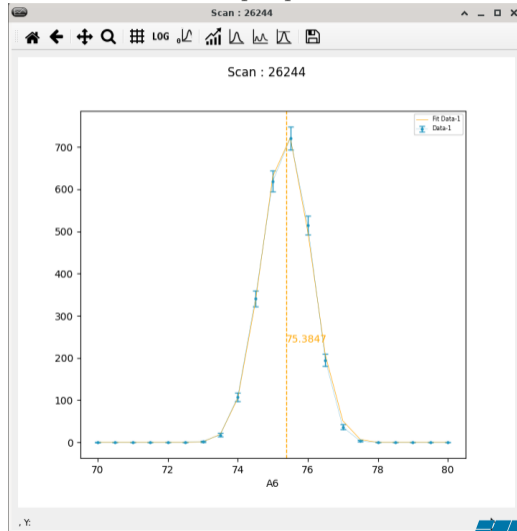 Scan : 26244
LOG
Scan : 26244
Fit Data-1
Data-1
700
600
500
400
300
200
100
0
75.3847
70 72 74 76 78 80
A6
, Y: